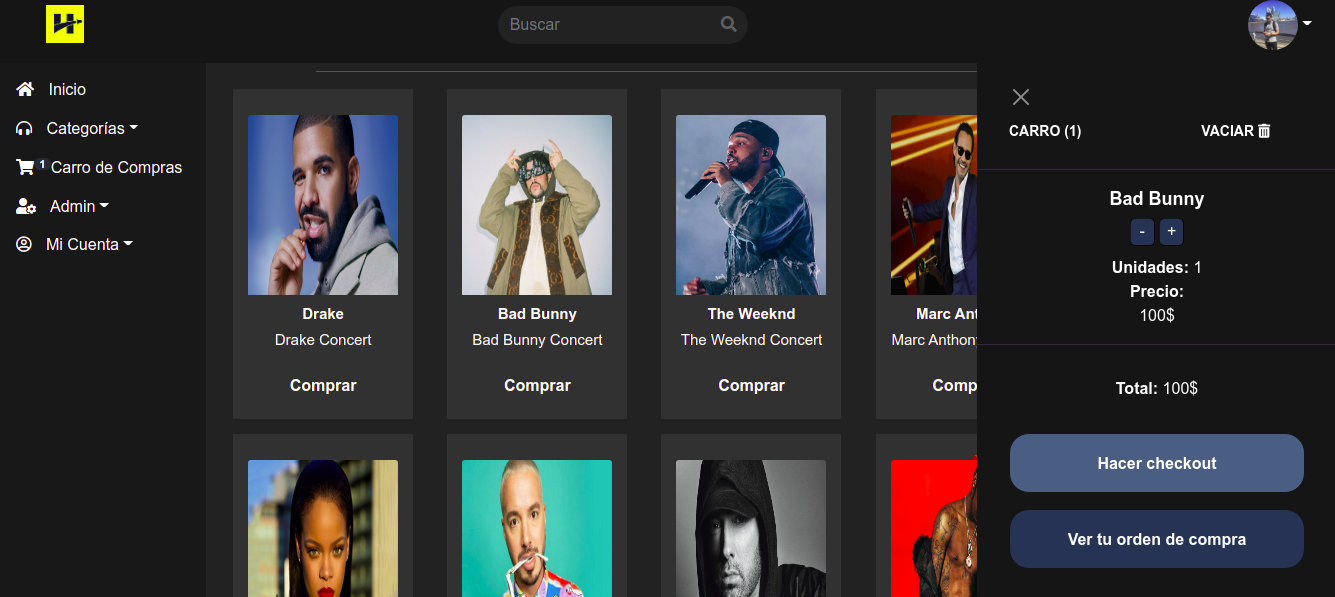 Buscar
Inicio
Categorías
1 Carro de Compras
Admin
Mi Cuenta
Drake
Drake Concert
Comprar
Bad Bunny
Bad Bunny Concert
Comprar
The Weeknd
The Weeknd Concert
Comprar
Marc Ant
Marc Anthony
Comp
CARRO (1)
VACIAR
Bad Bunny
- +
Unidades: 1
Precio:
100$
Total: 100$
Hacer checkout
Ver tu orden de compra